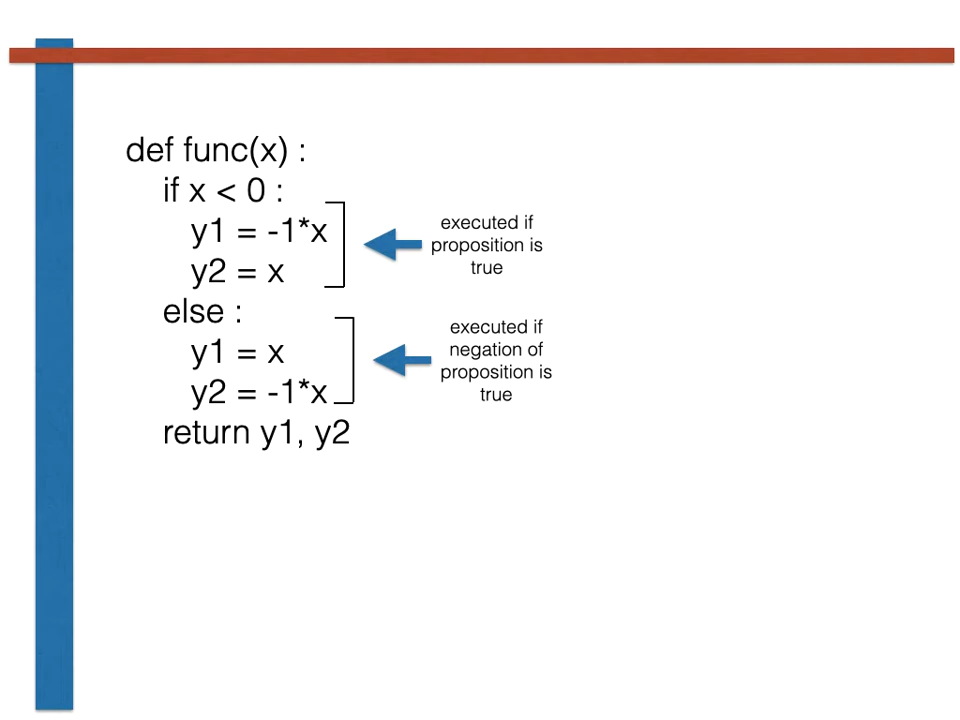 def func(x) :
if x < 0 :
y1 = -1*x
y2 = x
executed if
proposition is
true
else :
y1 = x
y2 = -1*x
executed if
negation of
proposition is
true
return y1, y2